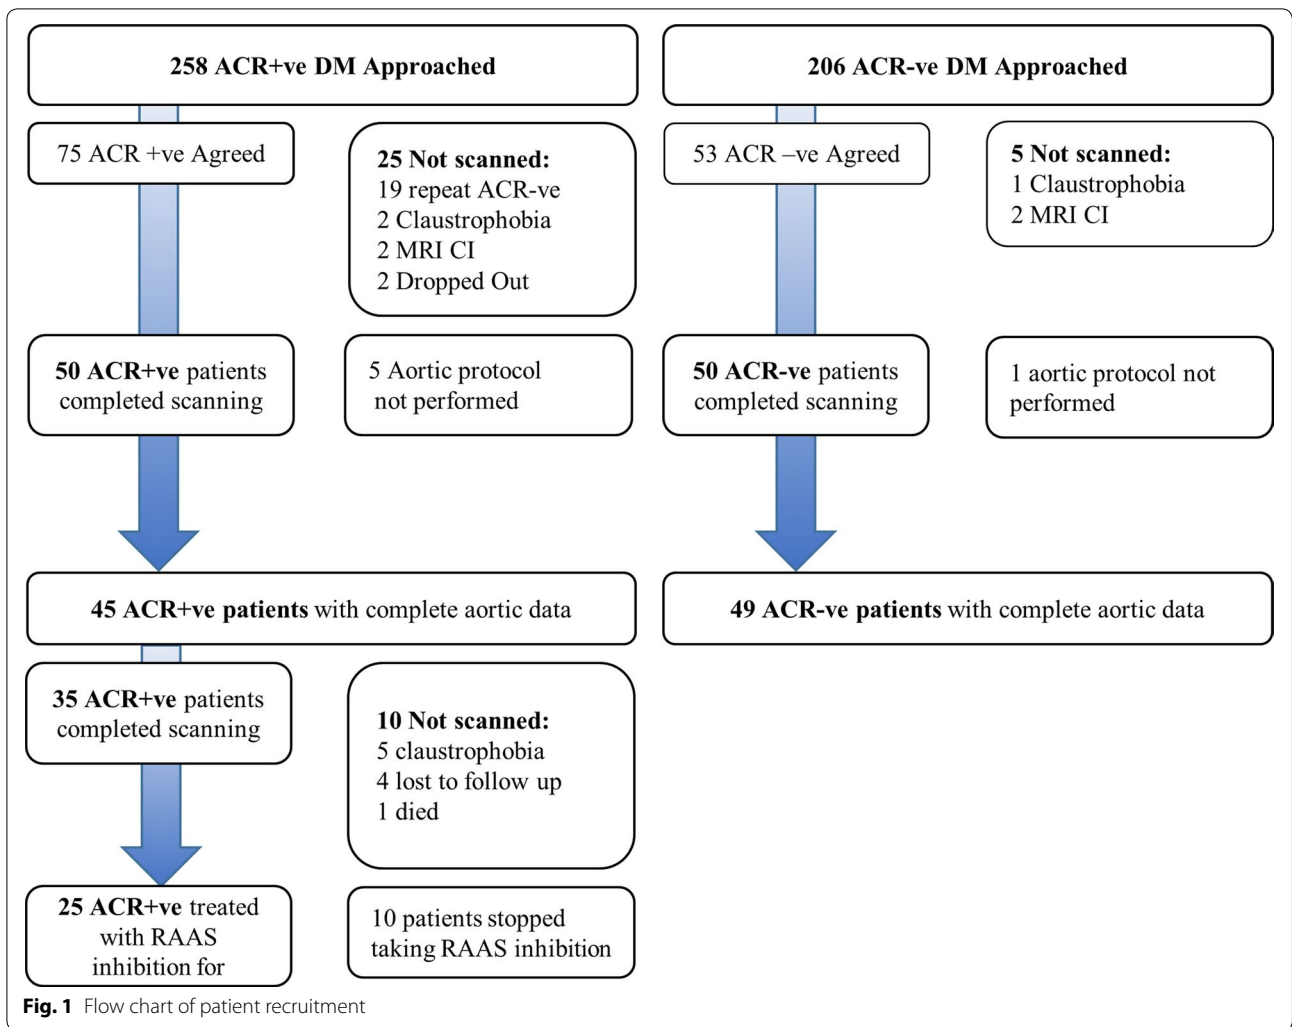 258 ACR+ve DM Approached
75 ACR +ve Agreed
25 Not scanned:
19 repeat ACR-ve
2 Claustrophobia
2 MRI CI
2 Dropped Out
50 ACR+ve patients
completed scanning
5 Aortic protocol
not performed
45 ACR+ve patients with complete aortic data
35 ACR+ve patients
completed scanning
10 Not scanned:
5 claustrophobia
4 lost to follow up
1 died
25 ACR+ve treated
with RAAS
inhibition for
10 patients stopped
taking RAAS inhibition
206 ACR-ve DM Approached
53 ACR –ve Agreed
5 Not scanned:
1 Claustrophobia
2 MRI CI
50 ACR-ve patients
completed scanning
1 aortic protocol not
performed
49 ACR-ve patients with complete aortic data
Fig. 1 Flow chart of patient recruitment